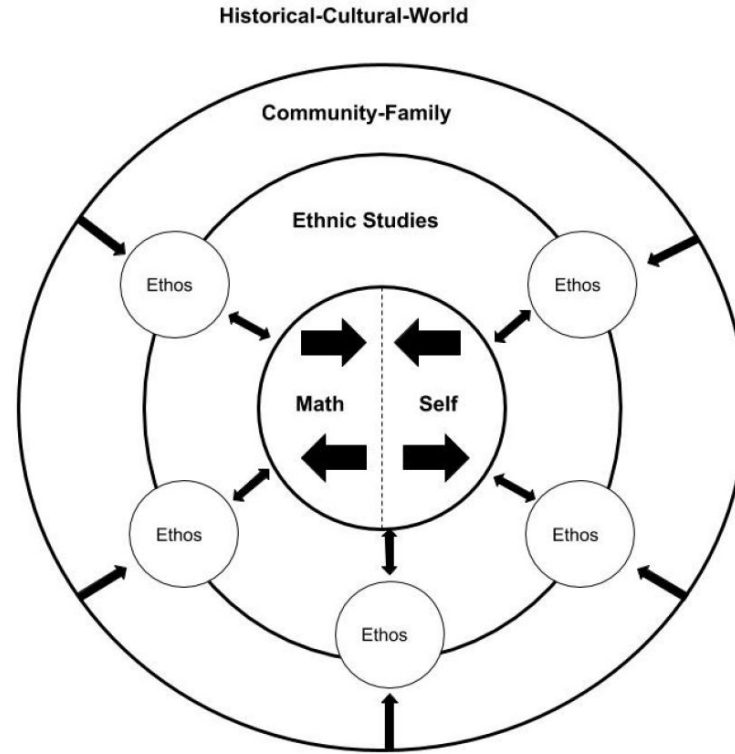 Historical-Cultural-World
Community-Family
Ethnic Studies
Ethos
Ethos
Math
Self
Ethos
Ethos
Ethos